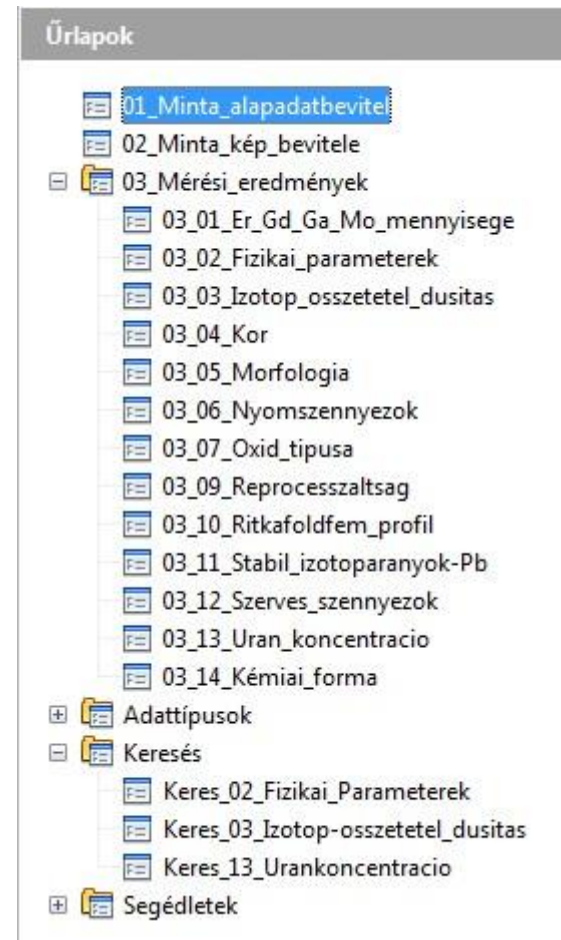 Űrlapok
01_Minta_alapadatbevitel
02_Minta_kép_bevitele
03_Mérési_eredmények
03_01_Er_Gd_Ga_Mo_mennyisege
03_02_Fizikai_parameterek
03_03_Izotop_osszetetel_dusitas
03_04_Kor
03_05_Morfologia
03_06_Nyomszennyezok
03_07_Oxid_tipusa
03_09_Reprocesszaltsag
03_10_Ritkafoldfem_profil
03_11_Stabil_izotoparanyok-Pb
03_12_Szerves_szennyezok
03_13_Uran_koncentracio
03_14_Kémiai_forma
Adattípusok
Keresés
Keres_02_Fizikai_Parameterek
Keres_03_Izotop-osszetetel_dusitas
Keres_13_Urankoncentracio
Segédletek